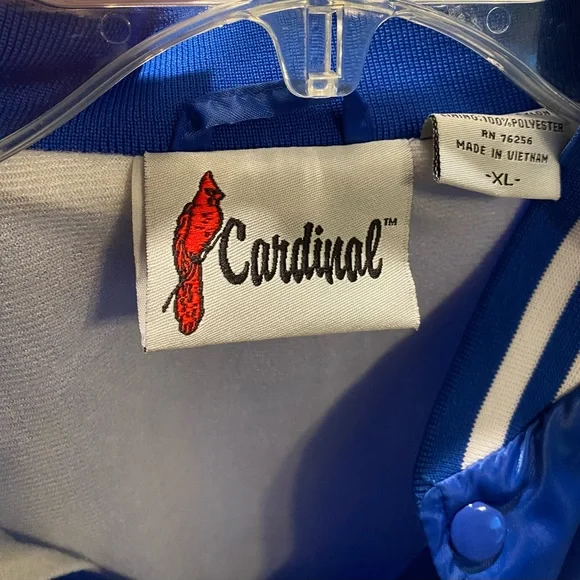 Cardinal™
100% POLYESTER
RN 76256
MADE IN VIETNAM
-XL-